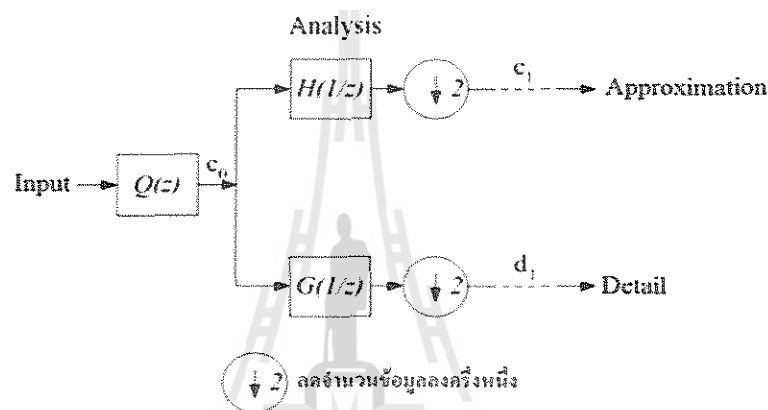 Analysis
H(1/z)
↓ 2
c₁
Approximation
Input
Q(z)
c₀
G(1/z)
↓ 2
d₁
Detail
↓ 2 ลดจำนวนข้อมูลลงครึ่งหนึ่ง